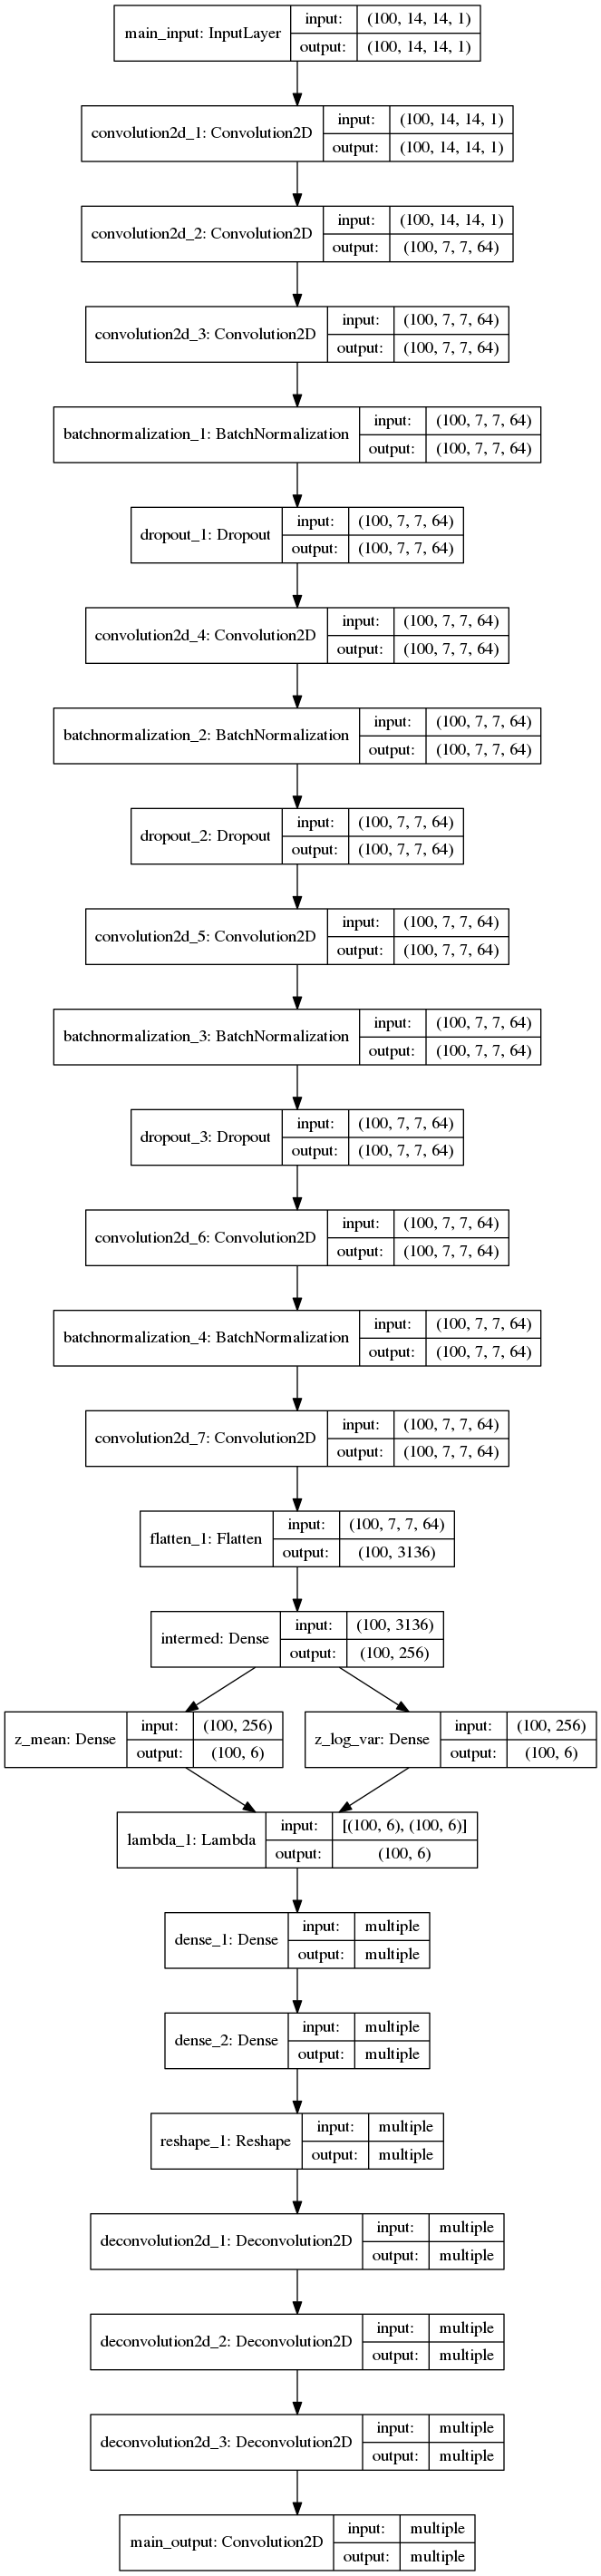 main_input: InputLayer input: (100, 14, 14, 1)
output: (100, 14, 14, 1)
convolution2d_1: Convolution2D input: (100, 14, 14, 1)
output: (100, 14, 14, 1)
convolution2d_2: Convolution2D input: (100, 14, 14, 1)
output: (100, 7, 7, 64)
convolution2d_3: Convolution2D input: (100, 7, 7, 64)
output: (100, 7, 7, 64)
batchnormalization_1: BatchNormalization input: (100, 7, 7, 64)
output: (100, 7, 7, 64)
dropout_1: Dropout input: (100, 7, 7, 64)
output: (100, 7, 7, 64)
convolution2d_4: Convolution2D input: (100, 7, 7, 64)
output: (100, 7, 7, 64)
batchnormalization_2: BatchNormalization input: (100, 7, 7, 64)
output: (100, 7, 7, 64)
dropout_2: Dropout input: (100, 7, 7, 64)
output: (100, 7, 7, 64)
convolution2d_5: Convolution2D input: (100, 7, 7, 64)
output: (100, 7, 7, 64)
batchnormalization_3: BatchNormalization input: (100, 7, 7, 64)
output: (100, 7, 7, 64)
dropout_3: Dropout input: (100, 7, 7, 64)
output: (100, 7, 7, 64)
convolution2d_6: Convolution2D input: (100, 7, 7, 64)
output: (100, 7, 7, 64)
batchnormalization_4: BatchNormalization input: (100, 7, 7, 64)
output: (100, 7, 7, 64)
convolution2d_7: Convolution2D input: (100, 7, 7, 64)
output: (100, 7, 7, 64)
flatten_1: Flatten input: (100, 7, 7, 64)
output: (100, 3136)
intermed: Dense input: (100, 3136)
output: (100, 256)
z_mean: Dense input: (100, 256)
output: (100, 6)
z_log_var: Dense input: (100, 256)
output: (100, 6)
lambda_1: Lambda input: [(100, 6), (100, 6)]
output: (100, 6)
dense_1: Dense input: multiple
output: multiple
dense_2: Dense input: multiple
output: multiple
reshape_1: Reshape input: multiple
output: multiple
deconvolution2d_1: Deconvolution2D input: multiple
output: multiple
deconvolution2d_2: Deconvolution2D input: multiple
output: multiple
deconvolution2d_3: Deconvolution2D input: multiple
output: multiple
main_output: Convolution2D input: multiple
output: multiple